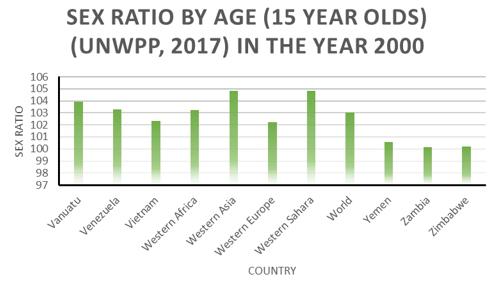 SEX RATIO BY AGE (15 YEAR OLDS)
(UNWPP, 2017) IN THE YEAR 2000
SEX RATIO
106
105
104
103
102
101
100
99
98
97
Vanuatu
Venezuela
Vietnam
Western Africa
Western Asia
Western Europe
Western Sahara
World
Yemen
Zambia
Zimbabwe
COUNTRY